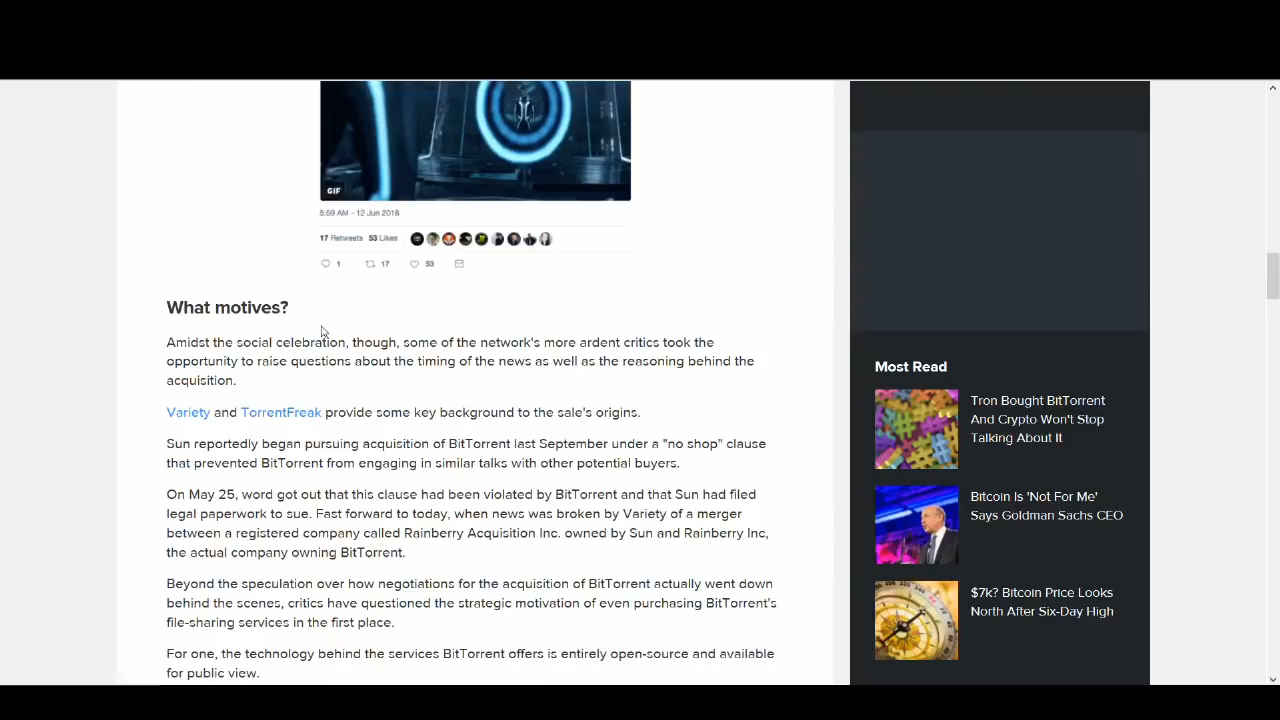 GIF
5:59 AM - 12 Jun 2018
17 Retweets 53 Likes
1 17 53
What motives?
Amidst the social celebration, though, some of the network's more ardent critics took the
opportunity to raise questions about the timing of the news as well as the reasoning behind the
acquisition.
Variety and TorrentFreak provide some key background to the sale's origins.
Sun reportedly began pursuing acquisition of BitTorrent last September under a "no shop" clause
that prevented BitTorrent from engaging in similar talks with other potential buyers.
On May 25, word got out that this clause had been violated by BitTorrent and that Sun had filed
legal paperwork to sue. Fast forward to today, when news was broken by Variety of a merger
between a registered company called Rainberry Acquisition Inc. owned by Sun and Rainberry Inc,
the actual company owning BitTorrent.
Beyond the speculation over how negotiations for the acquisition of BitTorrent actually went down
behind the scenes, critics have questioned the strategic motivation of even purchasing BitTorrent's
file-sharing services in the first place.
For one, the technology behind the services BitTorrent offers is entirely open-source and available
for public view.
Most Read
Tron Bought BitTorrent
And Crypto Won't Stop
Talking About It
Bitcoin Is 'Not For Me'
Says Goldman Sachs CEO
$7k? Bitcoin Price Looks
North After Six-Day High